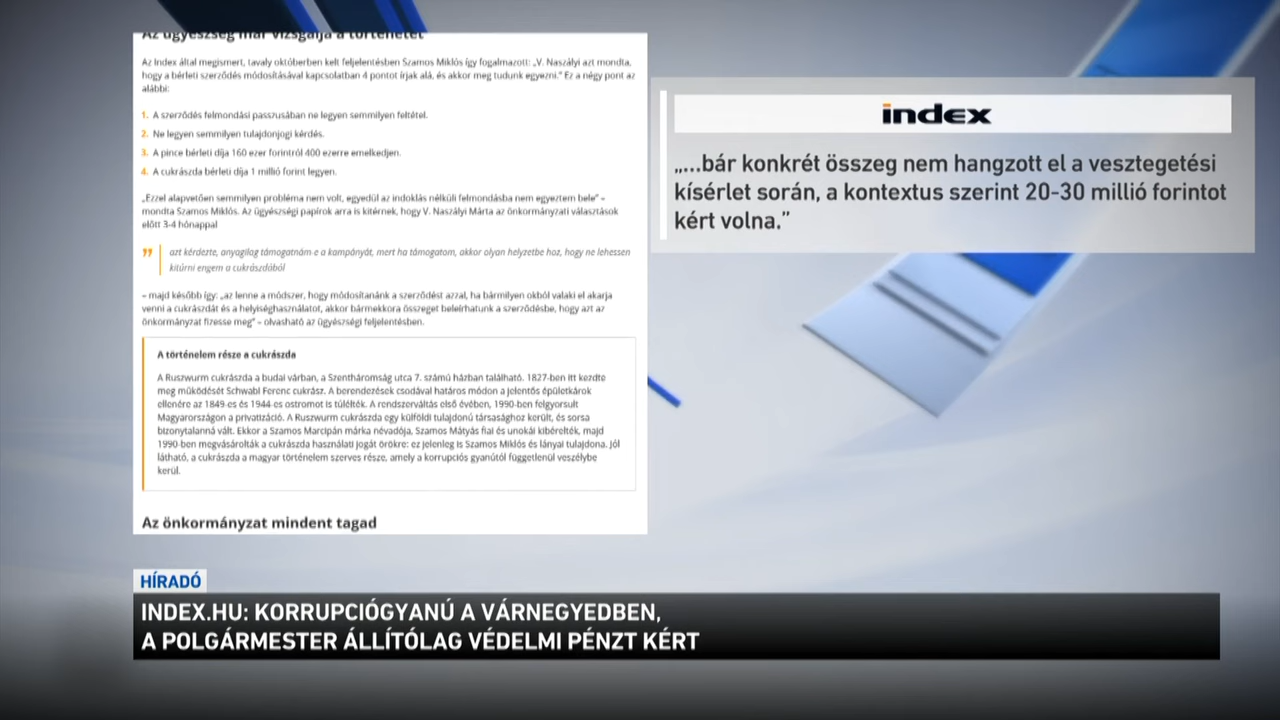 Az ügyészség már vizsgálja a történetet
Az Index által megismert, tavaly októberben kelt feljelentésben Szamos Miklós így fogalmazott: „V. Naszályi azt mondta,
hogy a bérleti szerződés módosításával kapcsolatban 4 pontot írjak alá, és akkor meg tudunk egyezni.” Ez a négy pont az
alábbi:
1. A szerződés felmondási passzusában ne legyen semmilyen feltétel.
2. Ne legyen semmilyen tulajdonjogi kérdés.
3. A pince bérleti díja 160 ezer forintról 400 ezerre emelkedjen.
4. A cukrászda bérleti díja 1 millió forint legyen.
„Ezzel alapvetően semmilyen probléma nem volt, egyedül az indoklás nélküli felmondásba nem egyeztem bele” –
mondta Szamos Miklós. Az ügyészségi papírok arra is kitérnek, hogy V. Naszályi Márta az önkormányzati választások
előtt 3-4 hónappal
azt kérdezte, anyagilag támogatnám-e a kampányát, mert ha támogatom, akkor olyan helyzetbe hoz, hogy ne lehessen
kitúrni engem a cukrászdából
– majd később így: „az lenne a módszer, hogy módosítanánk a szerződést azzal, ha bármilyen okból valaki el akarja
venni a cukrászdát és a helyiséghasználatot, akkor bármekkora összeget beleírhatunk a szerződésbe, hogy azt az
önkormányzat fizesse meg” – olvasható az ügyészségi feljelentésben.
A történelem része a cukrászda
A Ruszwurm cukrászda a budai várban, a Szentháromság utca 7. számú házban található. 1827-ben itt kezdte
meg működését Schwabl Ferenc cukrász. A berendezések csodával határos módon a jelentős épületkárok
ellenére az 1849-es és 1944-es ostromot is túlélték. A rendszerváltás első évében, 1990-ben felgyorsult
Magyarországon a privatizáció. A Ruszwurm cukrászda egy külföldi tulajdonú társasághoz került, és sorsa
bizonytalanná vált. Ekkor a Szamos Marcipán márka névadója, Szamos Mátyás fiai és unokái kibérelték, majd
1990-ben megvásárolták a cukrászda használati jogát örökre: ez jelenleg is Szamos Miklós és lányai tulajdona. Jól
látható, a cukrászda a magyar történelem szerves része, amely a korrupciós gyanútól függetlenül veszélybe
kerül.
Az önkormányzat mindent tagad
index
„...bár konkrét összeg nem hangzott el a vesztegetési
kísérlet során, a kontextus szerint 20-30 millió forintot
kért volna.”
HÍRADÓ
INDEX.HU: KORRUPCIÓGYANÚ A VÁRNEGYEDBEN,
A POLGÁRMESTER ÁLLÍTÓLAG VÉDELMI PÉNZT KÉRT